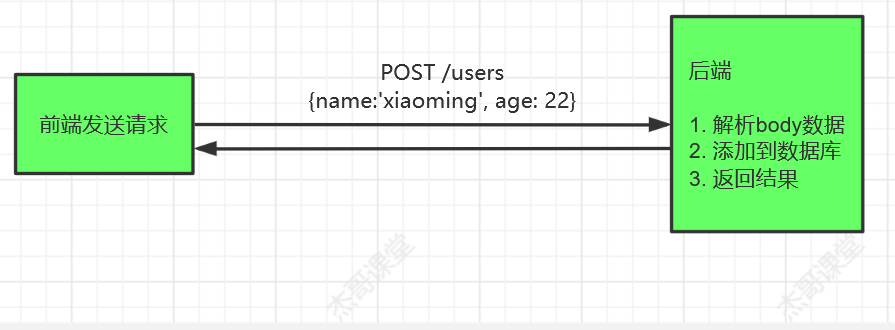 前端发送请求
POST /users
{name:'xiaoming', age: 22}
后端
1. 解析body数据
2. 添加到数据库
3. 返回结果
杰哥课堂
杰哥课堂